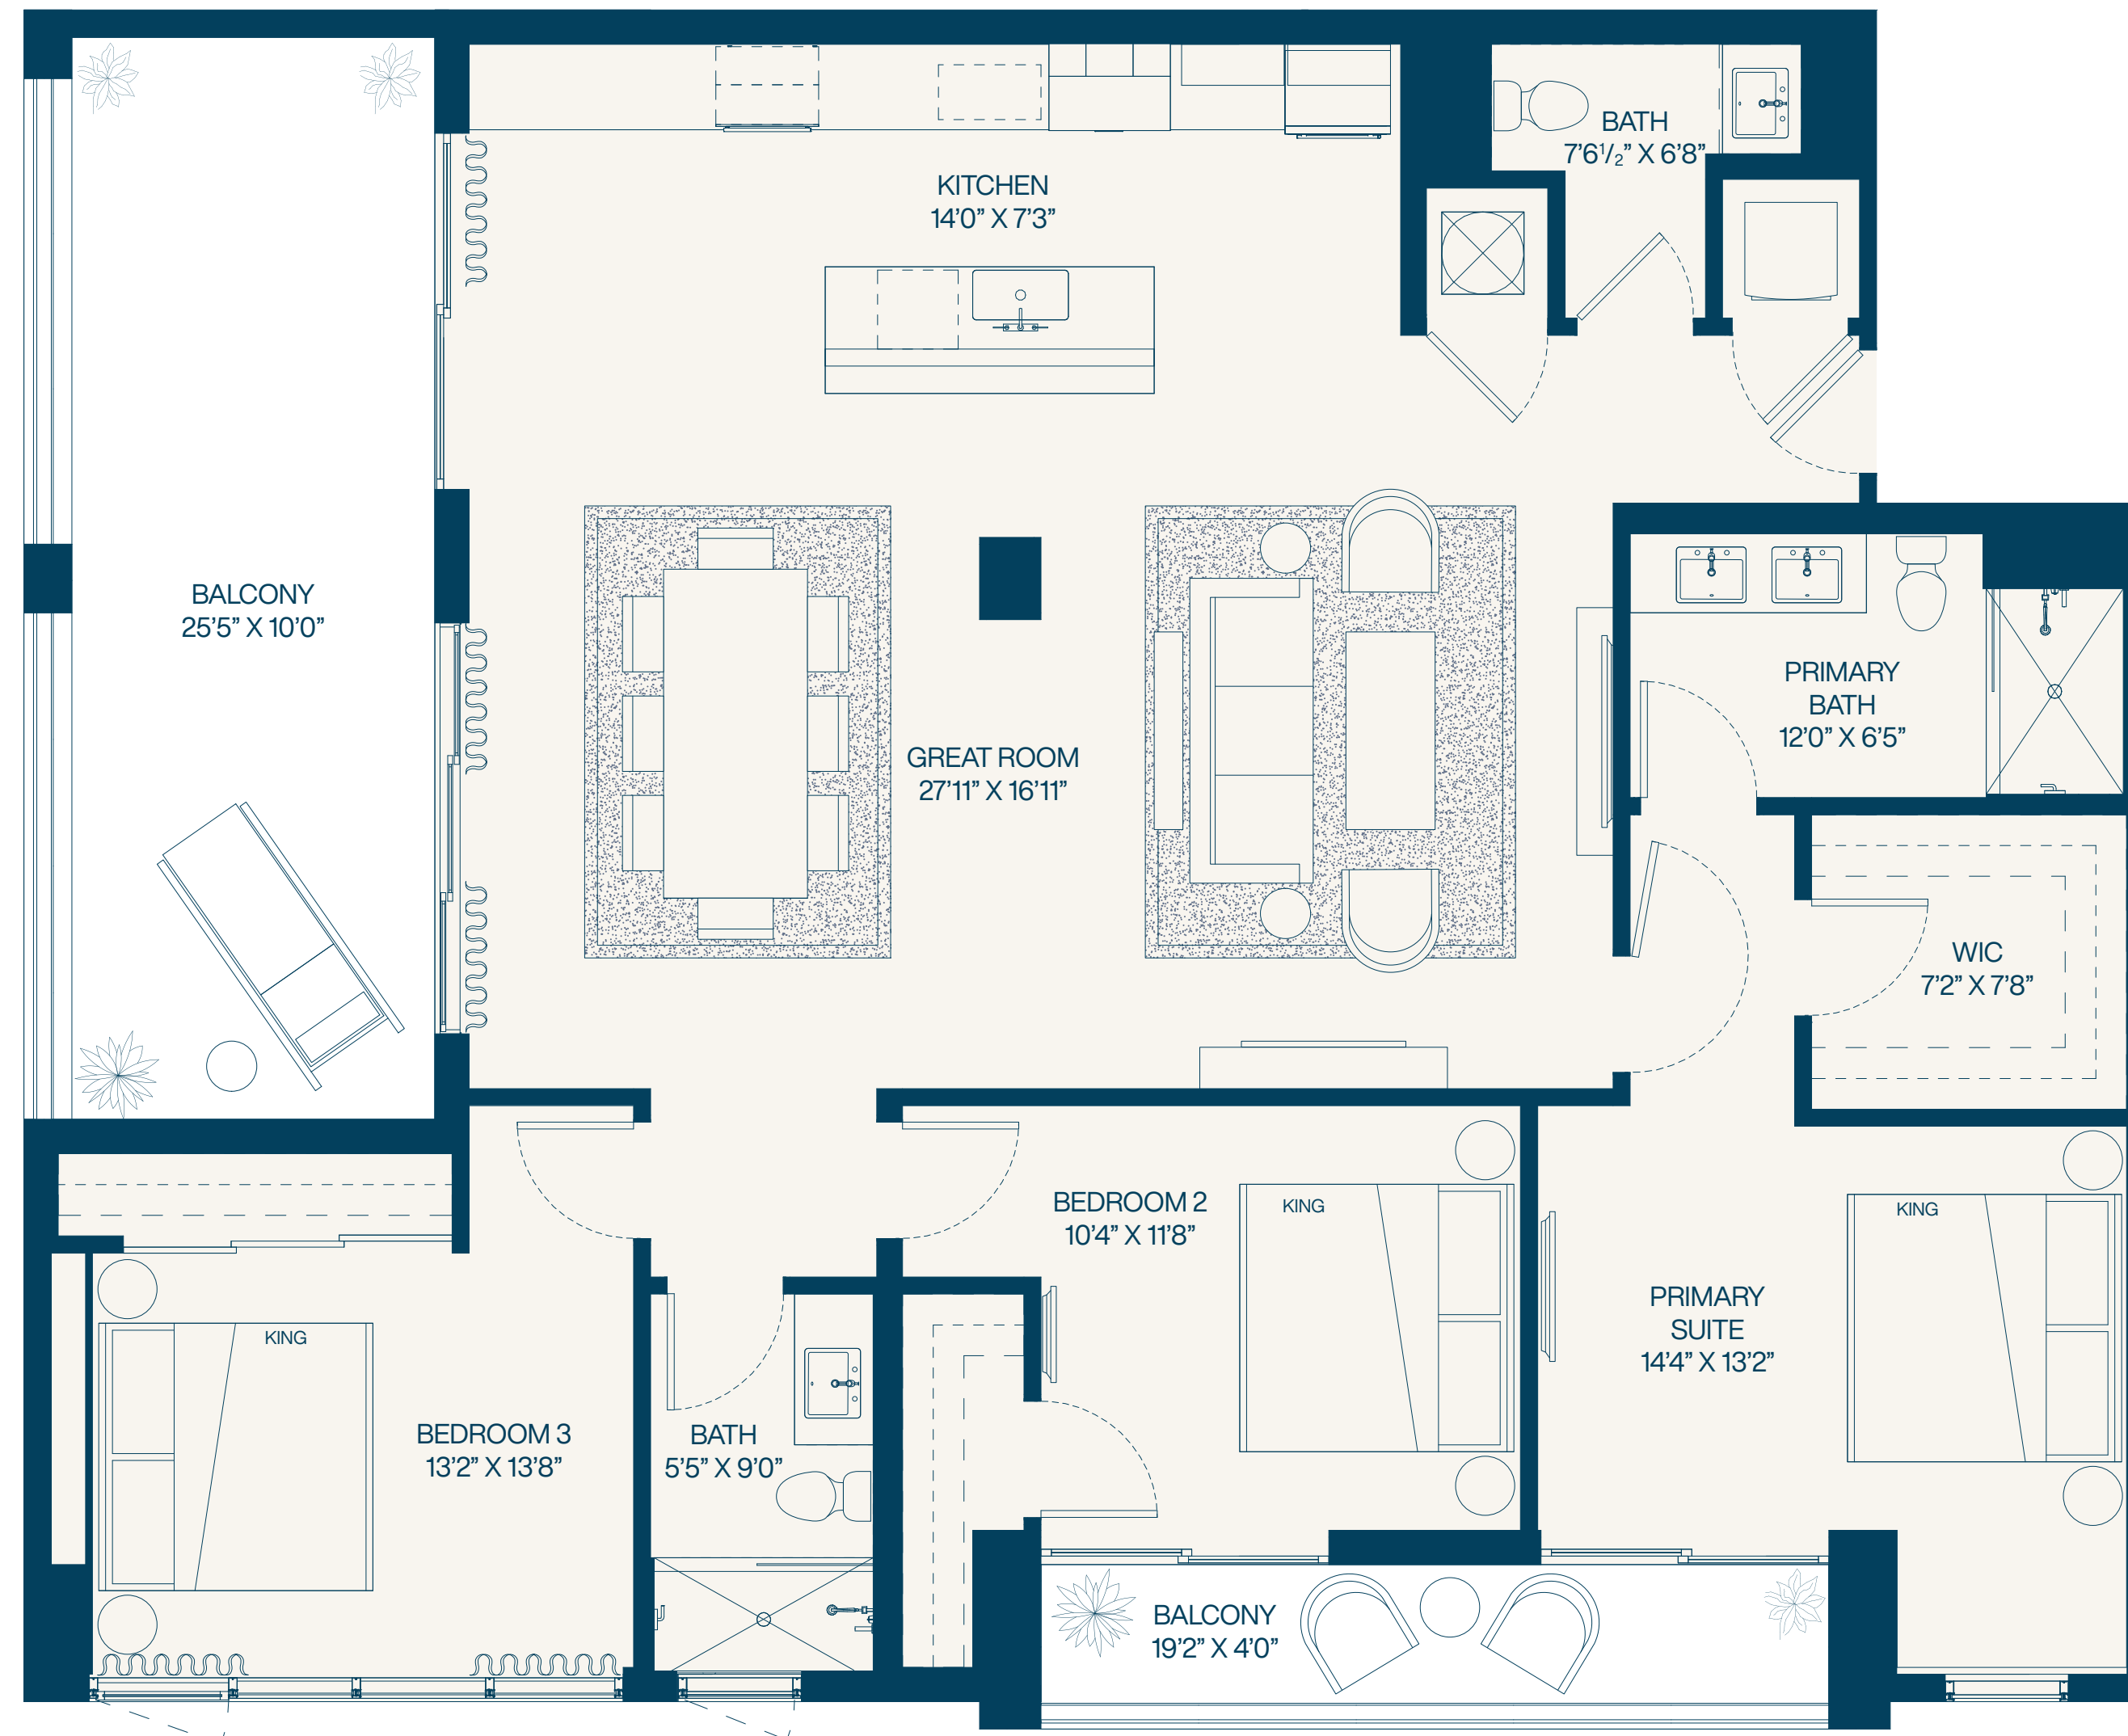 BATH
7’6¹/₂” X 6’8”
KITCHEN
14’0” X 7’3”
BALCONY
25’5” X 10’0”
PRIMARY
BATH
12’0” X 6’5”
GREAT ROOM
27’11” X 16’11”
WIC
7’2” X 7’8”
BEDROOM 2
10’4” X 11’8”
KING
KING
PRIMARY
SUITE
14’4” X 13’2”
KING
BEDROOM 3
13’2” X 13’8”
BATH
5’5” X 9’0”
BALCONY
19’2” X 4’0”